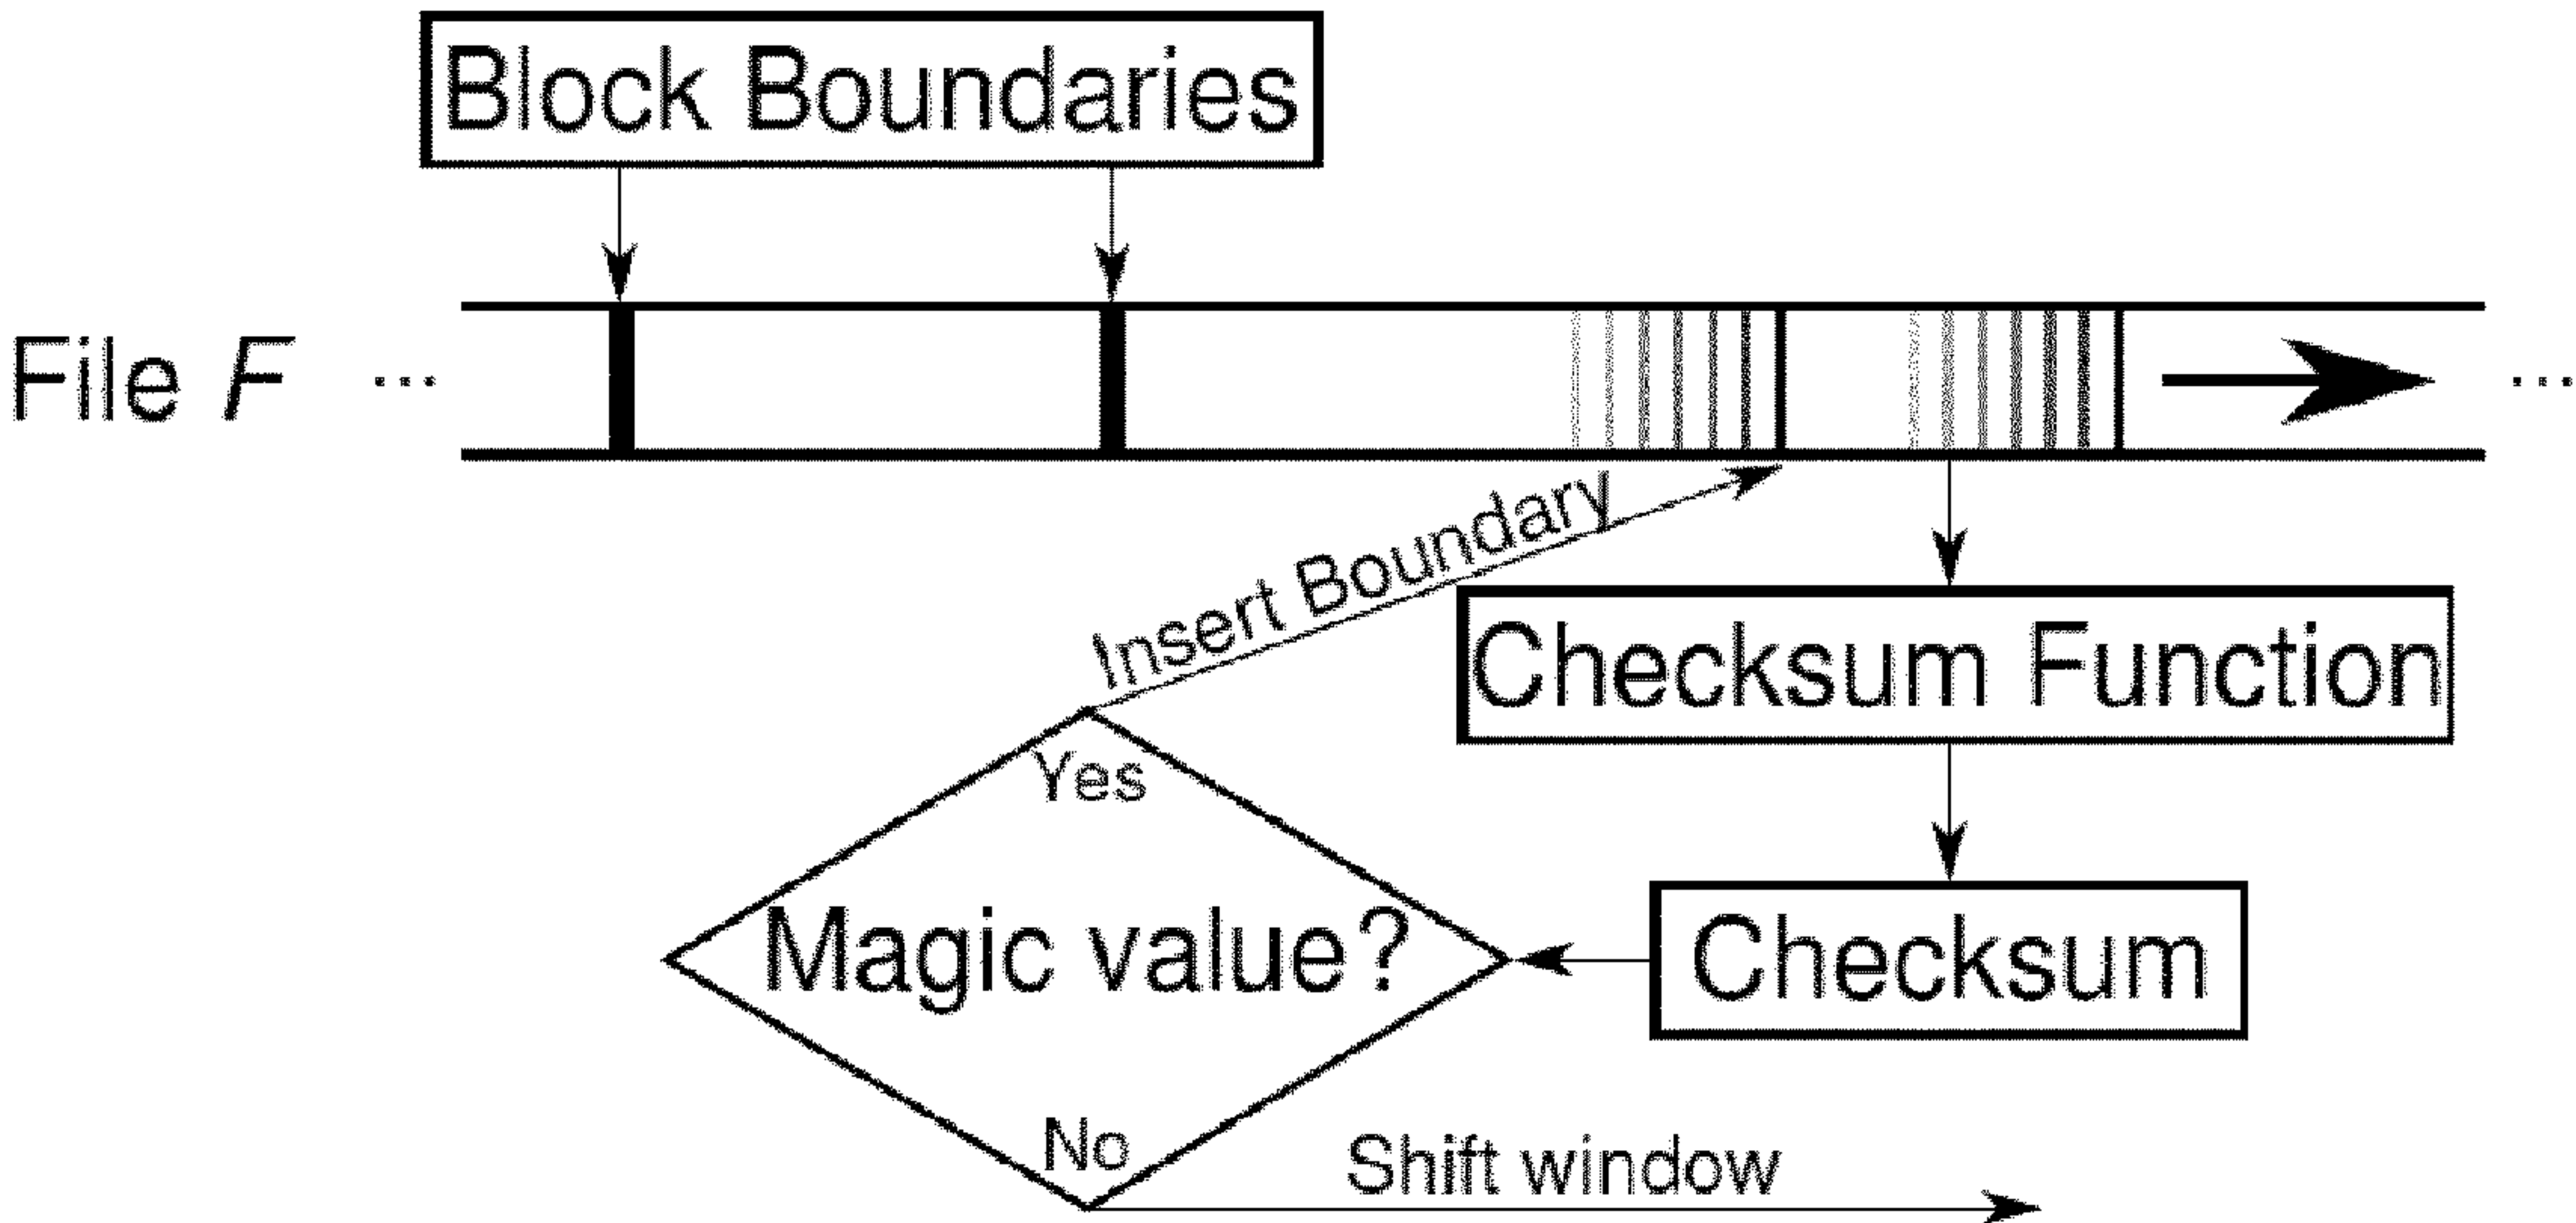 Block Boundaries
File F ... ...
Insert Boundary
Checksum Function
Yes
Magic value?
Checksum
No
Shift window